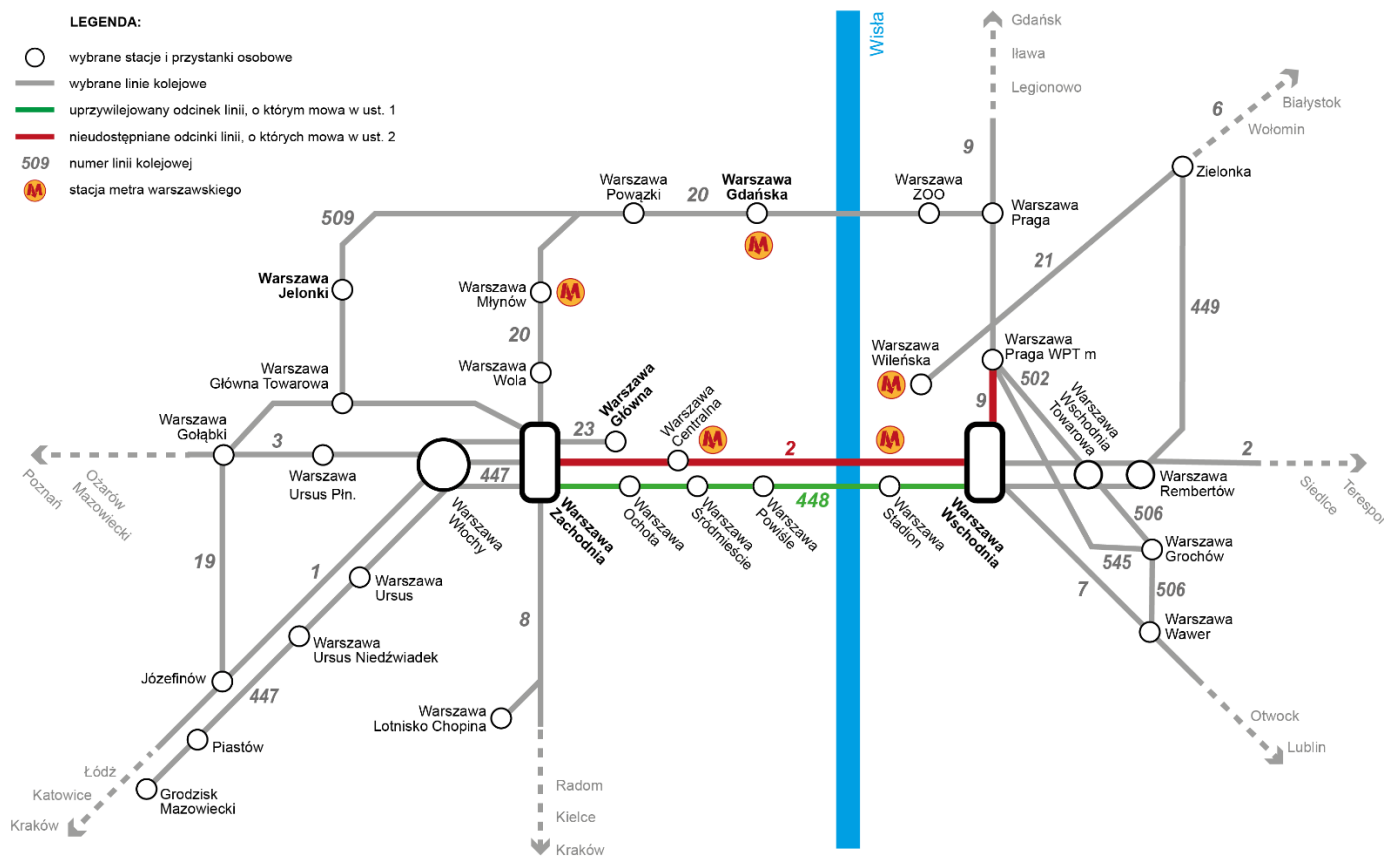 LEGENDA:
wybrane stacje i przystanki osobowe
wybrane linie kolejowe
uprzywilejowany odcinek linii, o którym mowa w ust. 1
nieudostępniane odcinki linii, o których mowa w ust. 2
509
numer linii kolejowej
M
stacja metra warszawskiego
Wisła
Gdańsk
Iława
Legionowo
9
6
Białystok
Wołomin
Zielonka
Warszawa
Powązki
20
Warszawa
Gdańska
M
Warszawa
ZOO
Warszawa
Praga
509
Warszawa
Jelonki
Warszawa
Młynów
M
20
21
449
Warszawa
Wola
Warszawa
Główna Towarowa
Warszawa
Wileńska
M
Warszawa
Praga WPT m
502
9
Warszawa
Wschodnia
Towarowa
Warszawa
Gołąbki
3
Warszawa
Ursus Płn.
23
Warszawa
Główna
Warszawa
Centralna
M
M
2
2
Warszawa
Rembertów
Siedlce
Terespol
Poznań
Ożarów
Mazowiecki
447
Warszawa
Włochy
Warszawa
Zachodnia
Warszawa
Ochota
Warszawa
Śródmieście
Warszawa
Powiśle
448
Warszawa
Stadion
Warszawa
Wschodnia
506
Warszawa
Grochów
545
506
7
Warszawa
Wawer
19
1
Warszawa
Ursus
8
Warszawa
Ursus Niedźwiadek
Józefinów
447
Warszawa
Lotnisko Chopina
Piastów
Otwock
Lublin
Łódź
Katowice
Kraków
Grodzisk
Mazowiecki
Radom
Kielce
Kraków